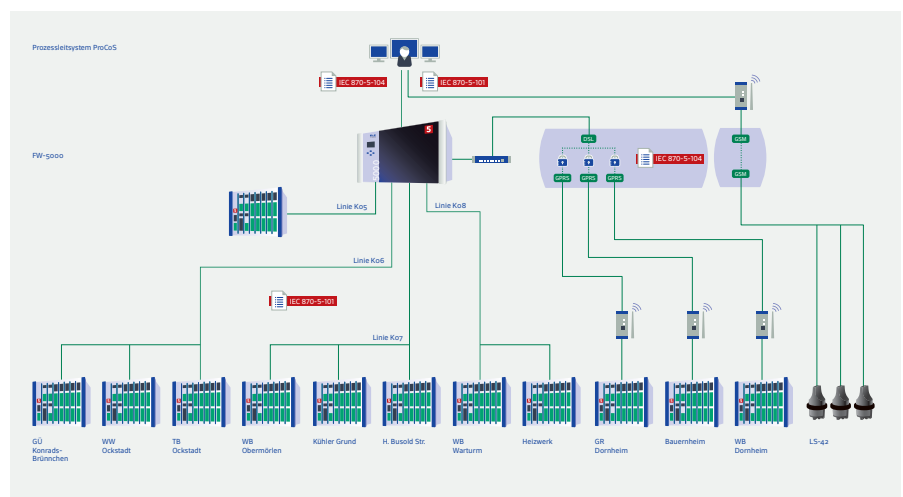 Prozessleitsystem ProCoS
IEC 870-5-104
IEC 870-5-101
GSM
GSM
FW-5000
5
5000
DSL
IEC 870-5-104
GPRS
GPRS
GPRS
Linie K05
Linie K08
Linie K06
IEC 870-5-101
Linie K07
GÜ
Konrads-
Brünnchen
WW
Ockstadt
TB
Ockstadt
WB
Obermörlen
Kühler Grund
H. Busold Str.
WB
Warturm
Heizwerk
GR
Dornheim
Bauernheim
WB
Dornheim
LS-42